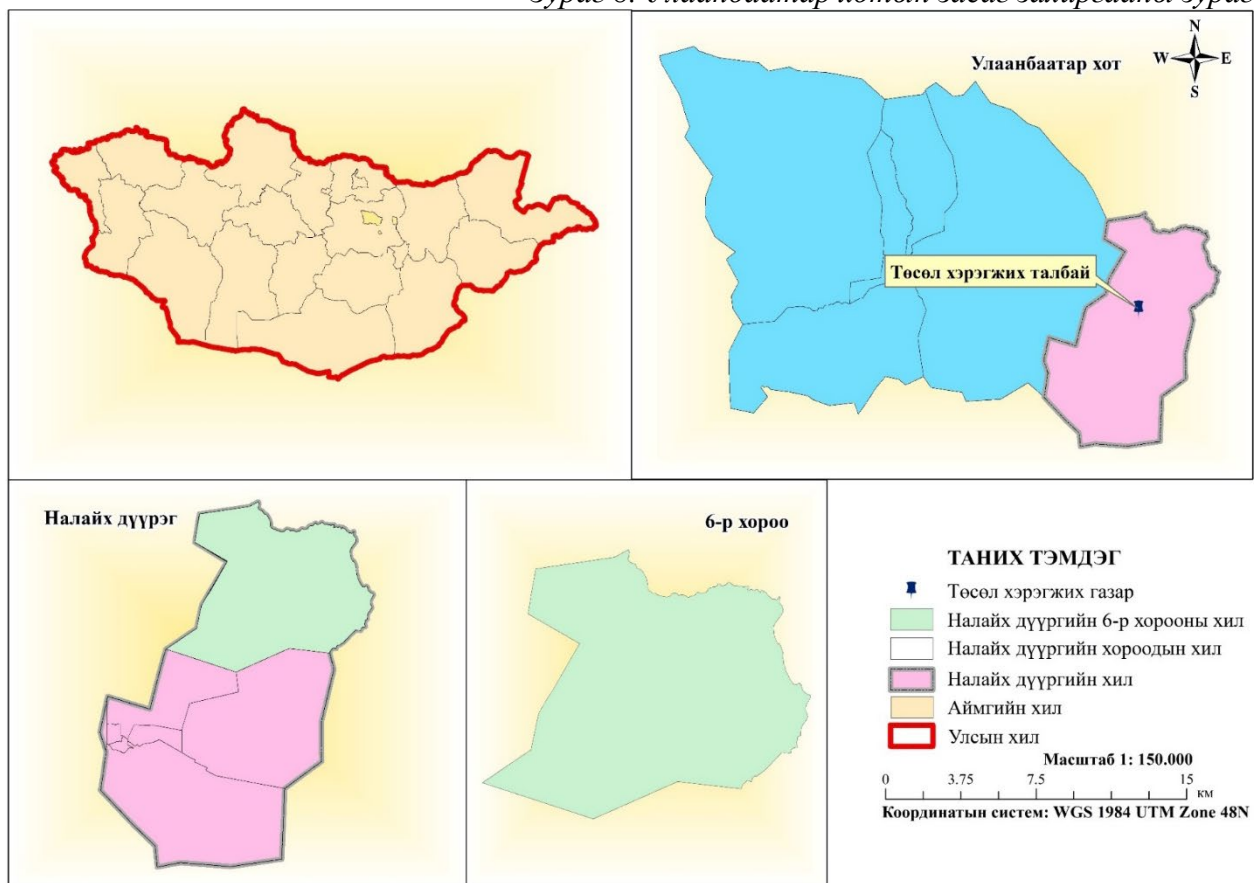 Улаанбаатар хот
N
W
E
S
Төсөл хэрэгжих талбай
Налайх дүүрэг
6-р хороо
ТАНИХ ТЭМДЭГ
Төсөл хэрэгжих газар
Налайх дүүргийн 6-р хорооны хил
Налайх дүүргийн хороодын хил
Налайх дүүргийн хил
Аймгийн хил
Улсын хил
Масштаб 1: 150.000
0 3.75 7.5 15
км
Координатын систем: WGS 1984 UTM Zone 48N